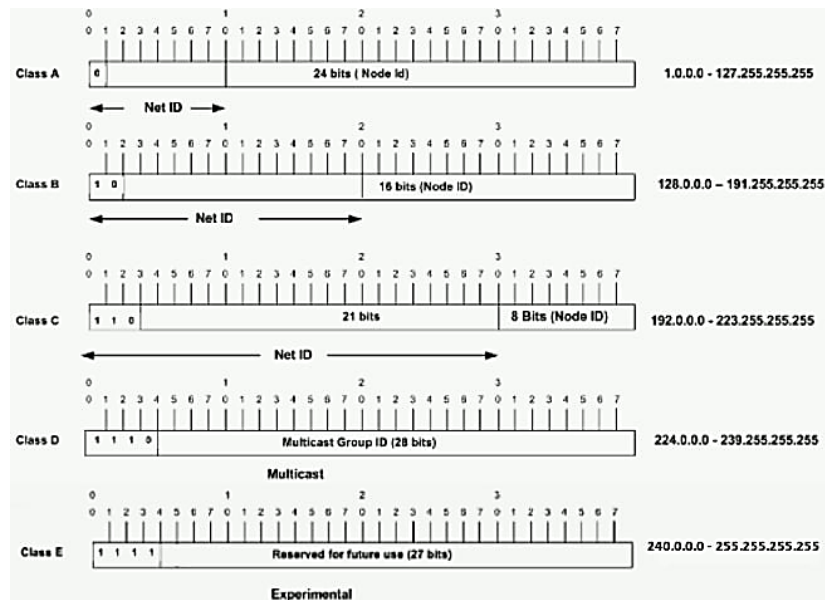 0 1 2 3
0 1 2 3 4 5 6 7 0 1 2 3 4 5 6 7 0 1 2 3 4 5 6 7 0 1 2 3 4 5 6 7
Class A 0 24 bits ( Node Id) 1.0.0.0 - 127.255.255.255
Net ID
0 1 2 3
0 1 2 3 4 5 6 7 0 1 2 3 4 5 6 7 0 1 2 3 4 5 6 7 0 1 2 3 4 5 6 7
Class B 1 0 16 bits (Node ID) 128.0.0.0 – 191.255.255.255
Net ID
0 1 2 3
0 1 2 3 4 5 6 7 0 1 2 3 4 5 6 7 0 1 2 3 4 5 6 7 0 1 2 3 4 5 6 7
Class C 1 1 0 21 bits 8 Bits (Node ID) 192.0.0.0 - 223.255.255.255
Net ID
0 1 2 3
0 1 2 3 4 5 6 7 0 1 2 3 4 5 6 7 0 1 2 3 4 5 6 7 0 1 2 3 4 5 6 7
Class D 1 1 1 0 Multicast Group ID (28 bits) 224.0.0.0 - 239.255.255.255
Multicast
0 1 2 3
0 1 2 3 4 5 6 7 0 1 2 3 4 5 6 7 0 1 2 3 4 5 6 7 0 1 2 3 4 5 6 7
Class E 1 1 1 1 Reserved for future use (27 bits) 240.0.0.0 - 255.255.255.255
Experimental